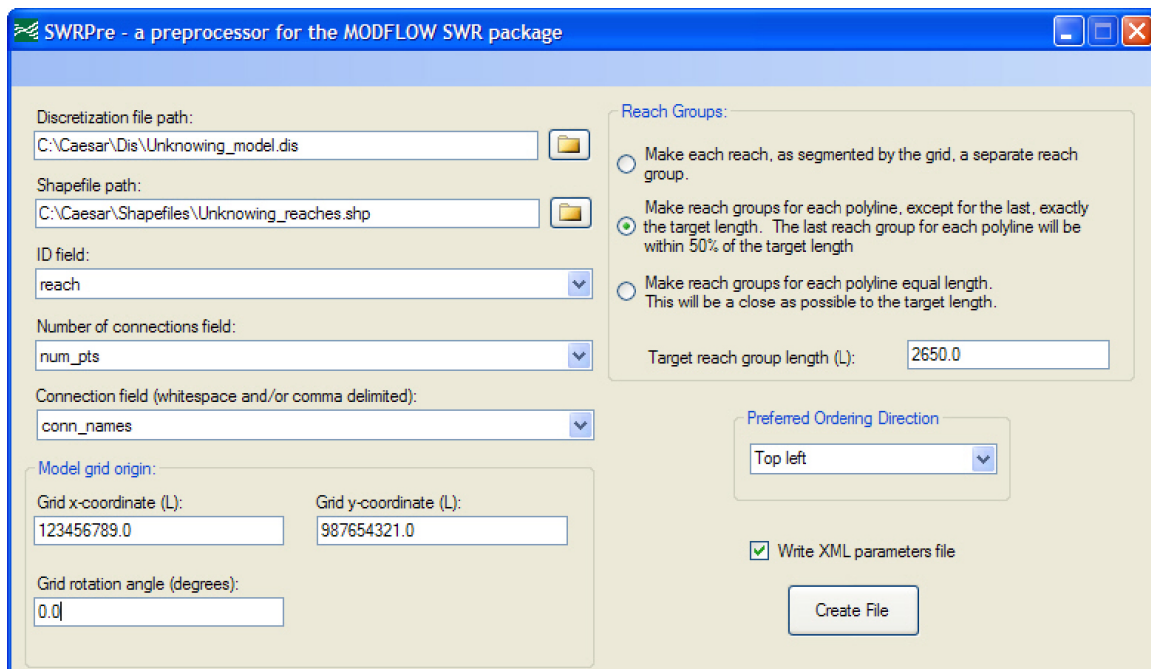 SWRPre - a preprocessor for the MODFLOW SWR package
Discretization file path:
C:\Caesar\Dis\Unknowing_model.dis
Shapefile path:
C:\Caesar\Shapefiles\Unknowing_reaches.shp
ID field:
reach
Number of connections field:
num_pts
Connection field (whitespace and/or comma delimited):
conn_names
Model grid origin:
Grid x-coordinate (L):
123456789.0
Grid y-coordinate (L):
987654321.0
Grid rotation angle (degrees):
0.0
Reach Groups:
Make each reach, as segmented by the grid, a separate reach
group.
Make reach groups for each polyline, except for the last, exactly
the target length. The last reach group for each polyline will be
within 50% of the target length
Make reach groups for each polyline equal length.
This will be a close as possible to the target length.
Target reach group length (L):
2650.0
Preferred Ordering Direction
Top left
Write XML parameters file
Create File